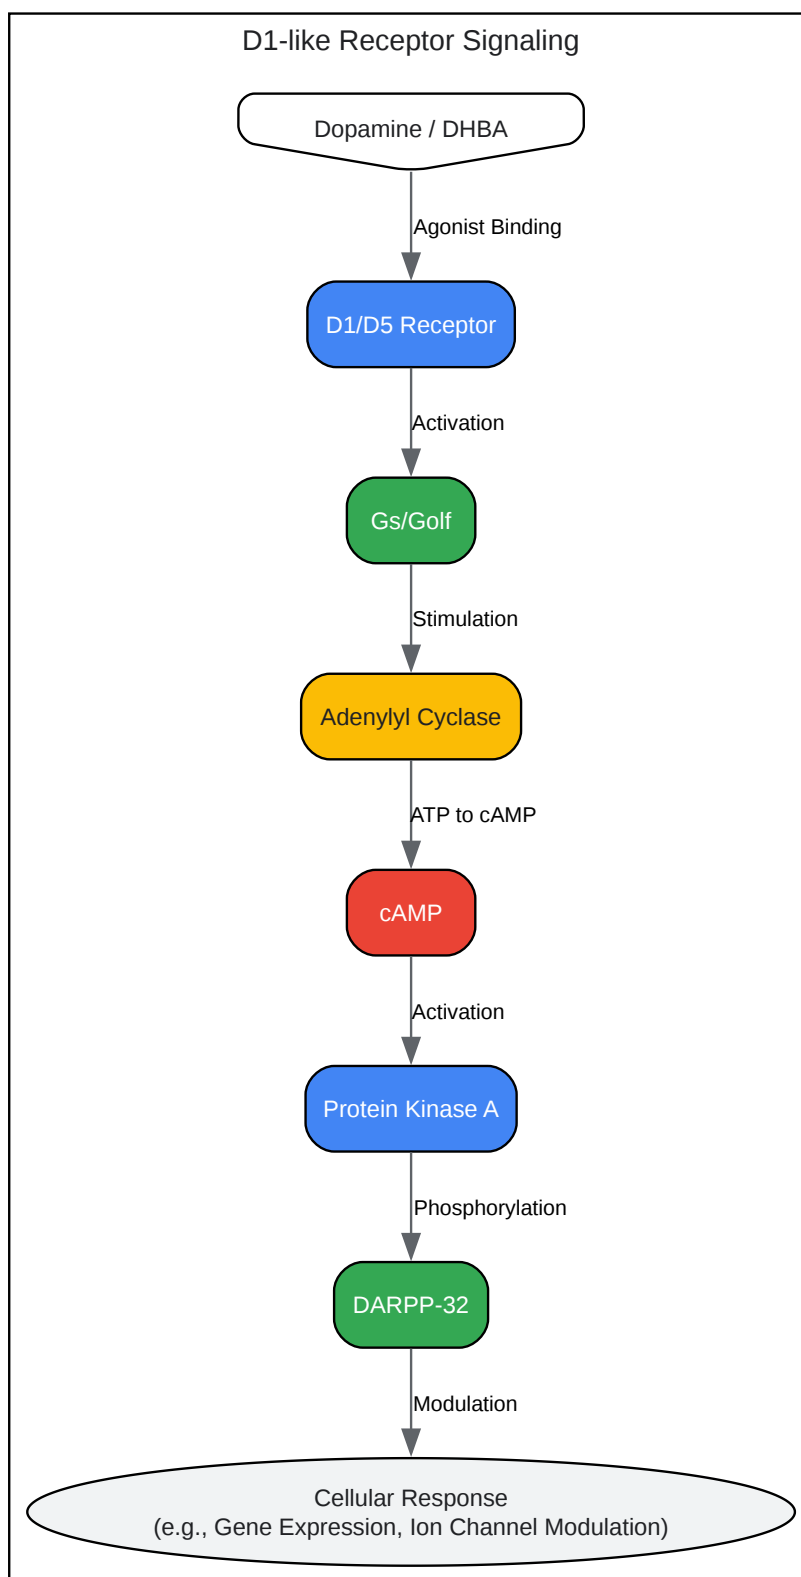 D1-like Receptor Signaling
Dopamine / DHBA
Agonist Binding
D1/D5 Receptor
Activation
Gs/Golf
Stimulation
Adenylyl Cyclase
ATP to cAMP
cAMP
Activation
Protein Kinase A
Phosphorylation
DARPP-32
Modulation
Cellular Response
(e.g., Gene Expression, Ion Channel Modulation)